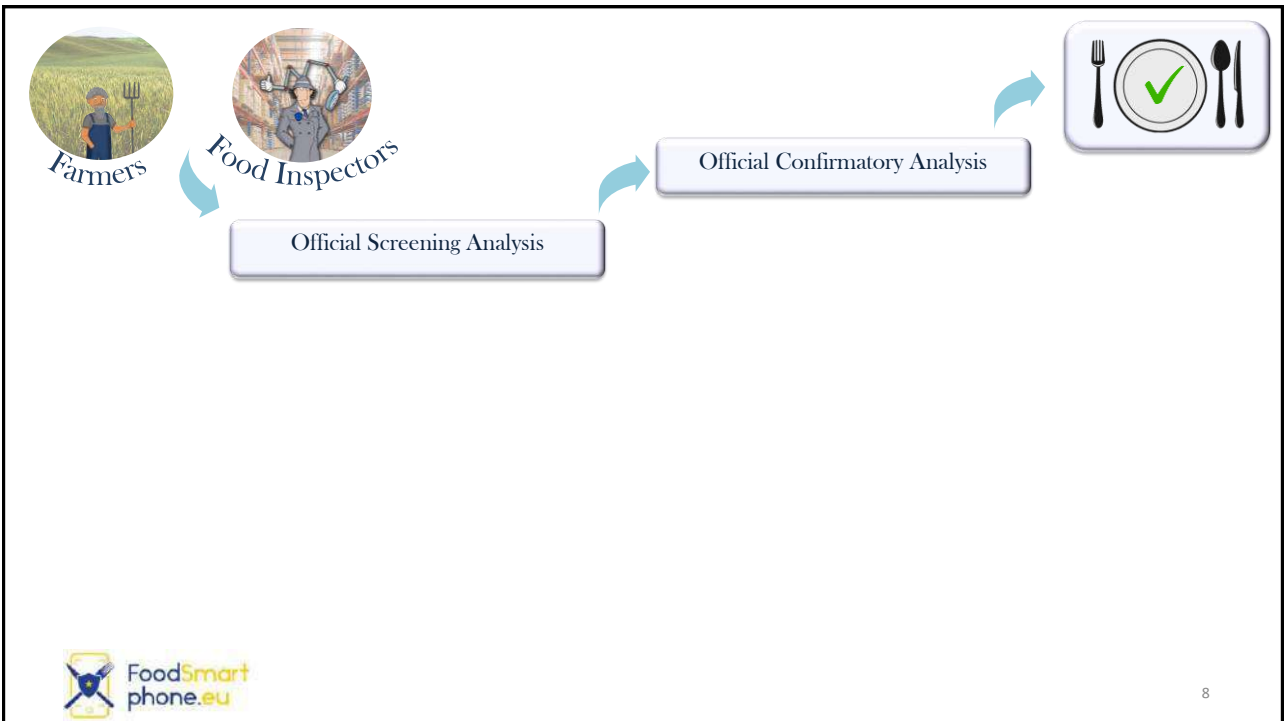 Farmers
Food Inspectors
Official Screening Analysis
Official Confirmatory Analysis
FoodSmart
phone.eu
8